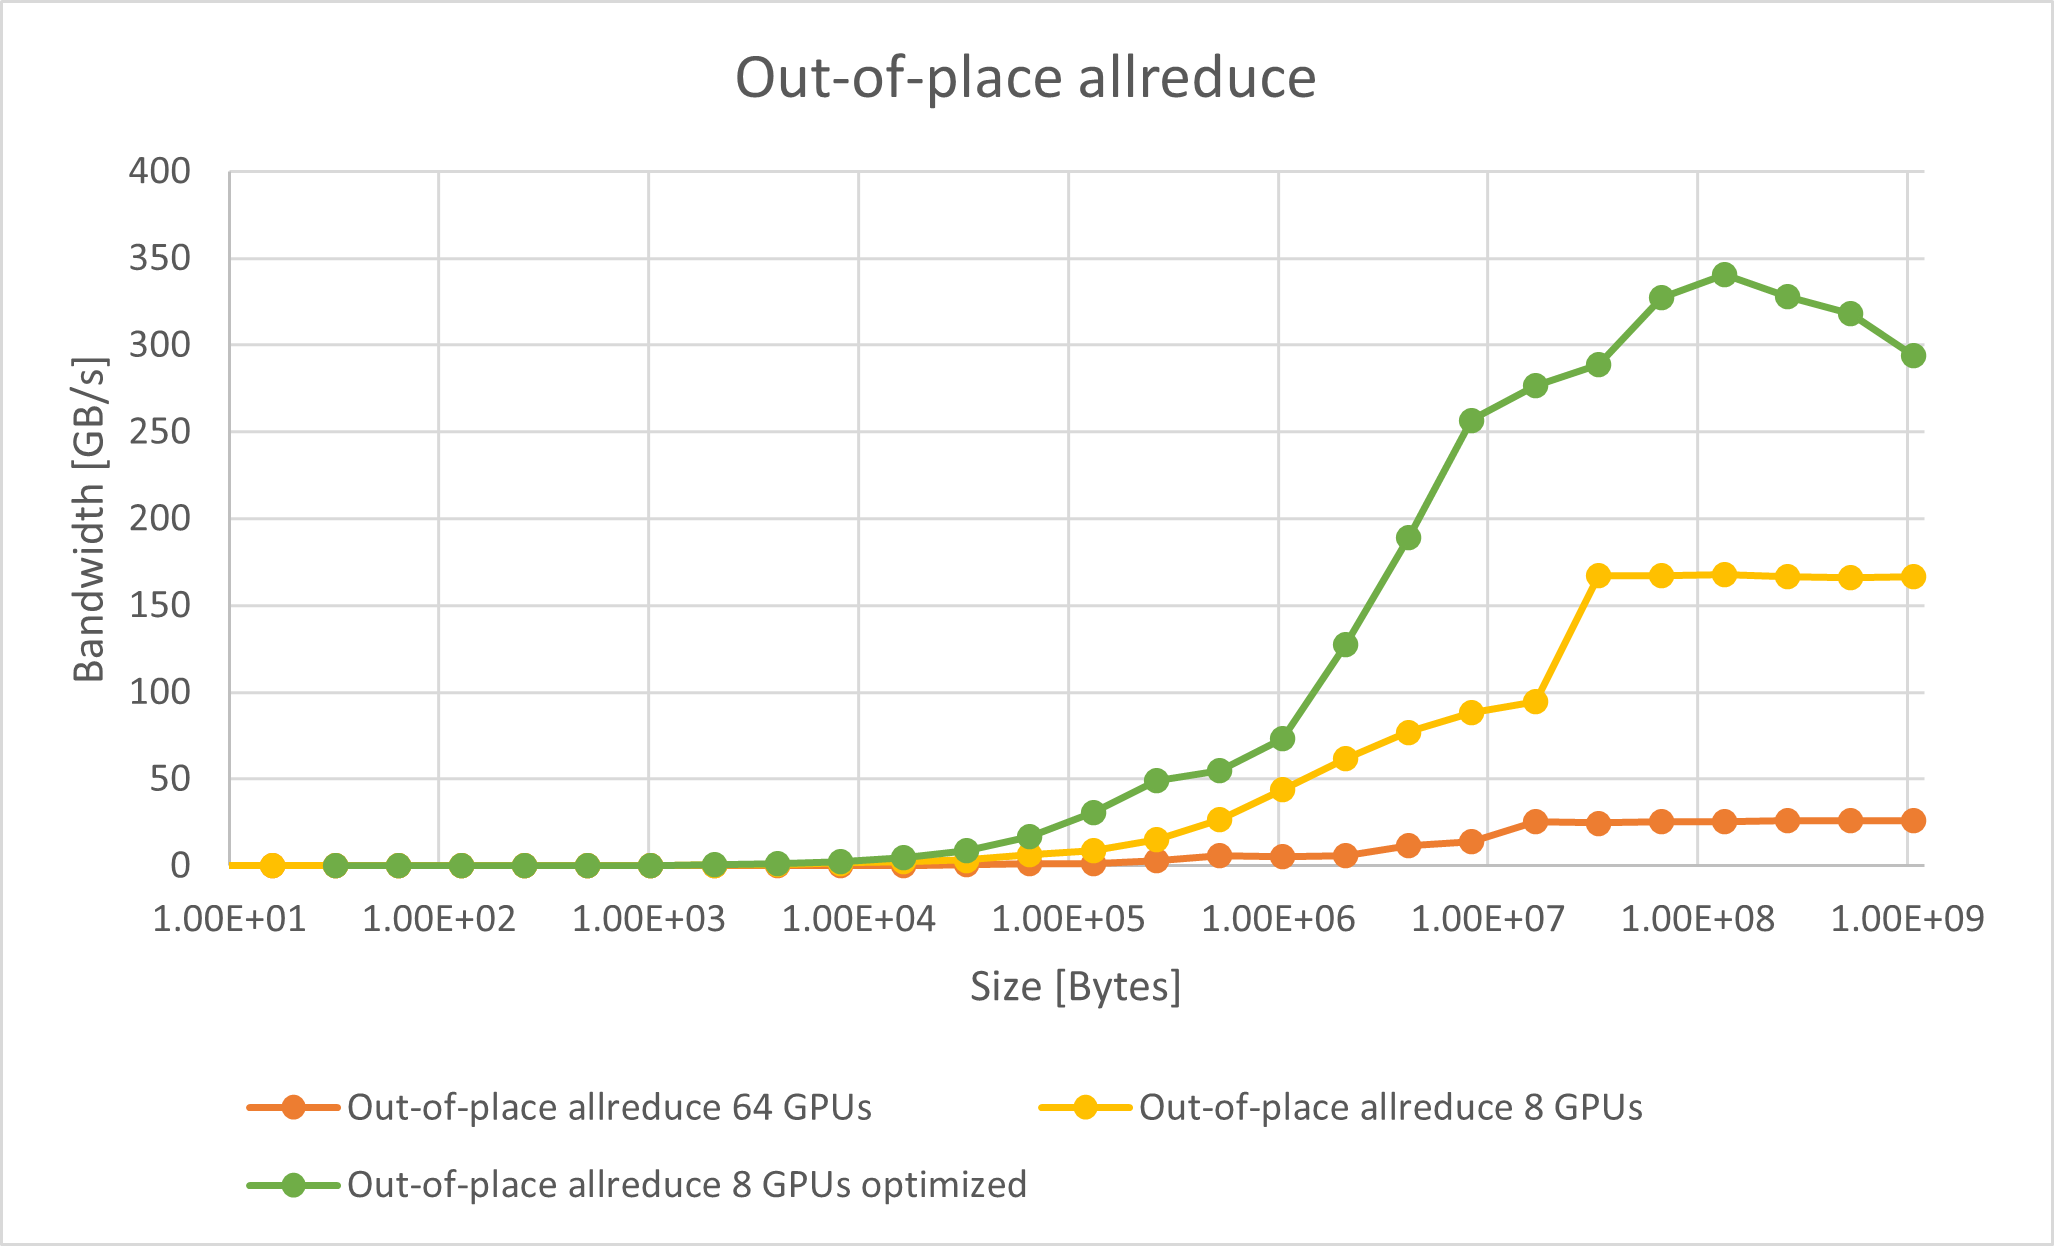 Out-of-place allreduce
400
350
300
250
200
150
100
50
0
Bandwidth [GB/s]
1.00E+01 1.00E+02 1.00E+03 1.00E+04 1.00E+05 1.00E+06 1.00E+07 1.00E+08 1.00E+09
Size [Bytes]
Out-of-place allreduce 64 GPUs Out-of-place allreduce 8 GPUs
Out-of-place allreduce 8 GPUs optimized